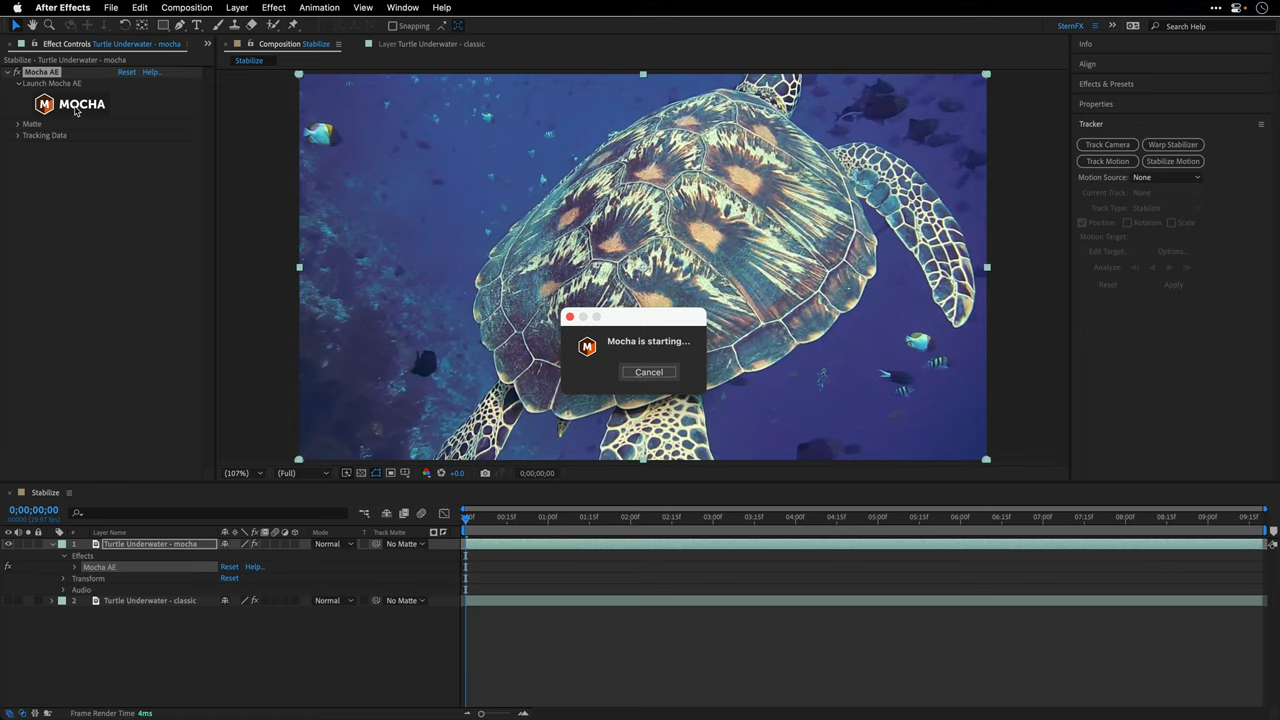 After Effects File Edit Composition Layer Effect Animation View Window Help
Snapping SternFX Search Help
Effect Controls Turtle Underwater - mocha
Composition Stabilize
Layer Turtle Underwater - classic
Info
Stabilize • Turtle Underwater - mocha
Stabilize
Align
fx Mocha AE Reset Help...
Launch Mocha AE
Effects & Presets
M MOCHA
Properties
Matte
Tracker
Tracking Data
Track Camera Warp Stabilizer
Track Motion Stabilize Motion
Motion Source: None
Current Track: None
Track Type: Stabilize
Position Rotation Scale
Motion Target:
Edit Target... Options...
Analyze:
Reset Apply
M Mocha is starting...
Cancel
(107%) (Full) +0.0 0;00;00;00
Stabilize
0;00;00;00
00000 (29.97 fps)
00:15f 01:00f 01:15f 02:00f 02:15f 03:00f 03:15f 04:00f 04:15f 05:00f 05:15f 06:00f 06:15f 07:00f 07:15f 08:00f 08:15f 09:00f 09:15f
# Layer Name fx Mode T Track Matte
1 Turtle Underwater - mocha Normal No Matte
Effects
fx Mocha AE Reset Help...
Transform Reset
Audio
2 Turtle Underwater - classic fx Normal No Matte
Frame Render Time 4ms